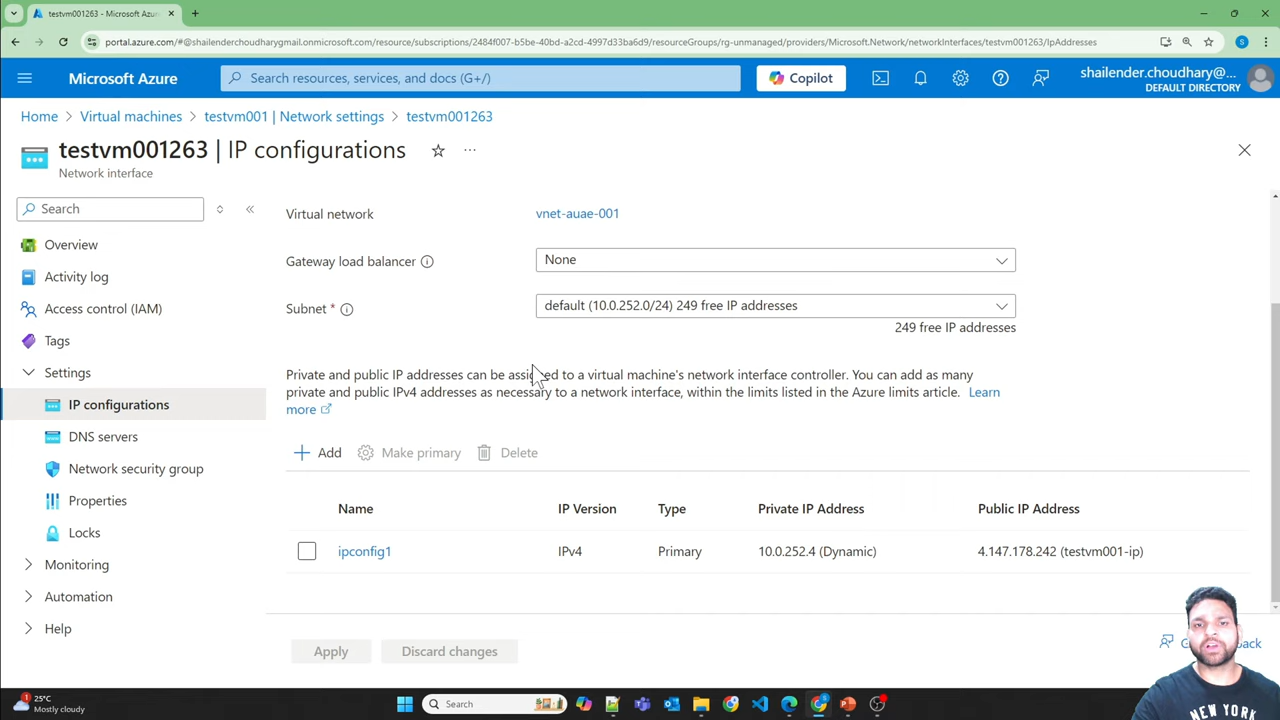 testvm001263 - Microsoft Azure
portal.azure.com/#@shailenderchoudharygmail.onmicrosoft.com/resource/subscriptions/2484f007-b5be-40bd-a2cd-4997d33ba6d9/resourceGroups/rg-unmanaged/providers/Microsoft.Network/networkInterfaces/testvm001263/ipAddresses
S
Microsoft Azure
Search resources, services, and docs (G+/)
Copilot
shailender.choudhary@...
DEFAULT DIRECTORY
Home > Virtual machines > testvm001 | Network settings > testvm001263
testvm001263 | IP configurations
Network interface
Search
Overview
Activity log
Access control (IAM)
Tags
Settings
IP configurations
DNS servers
Network security group
Properties
Locks
Monitoring
Automation
Help
Virtual network vnet-auae-001
Gateway load balancer None
Subnet * default (10.0.252.0/24) 249 free IP addresses
249 free IP addresses
Private and public IP addresses can be to a virtual machine's network interface controller. You can add as many
private and public IPv4 addresses as necessary to a network interface, within the limits listed in the Azure limits article. Learn
more
Add Make primary Delete
Name IP Version Type Private IP Address Public IP Address
ipconfig1 IPv4 Primary 10.0.252.4 (Dynamic) 4.147.178.242 (testvm001-ip)
Apply Discard changes
NEW YORK
1
25°C
Mostly cloudy
Search